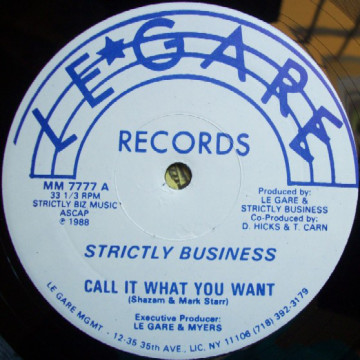 LE★GARE
RECORDS
MM 7777 A
33 1/3 RPM
STRICTLY BIZ MUSIC
ASCAP
℗ 1988
Produced by:
LE GARE &
STRICTLY BUSINESS
Co-Produced by:
D. HICKS & T. CARN
STRICTLY BUSINESS
CALL IT WHAT YOU WANT
(Shazam & Mark Starr)
Executive Producer:
LE GARE & MYERS
LE GARE MGMT. - 12-35 35th AVE., LIC, NY 11106 (718) 392-3179